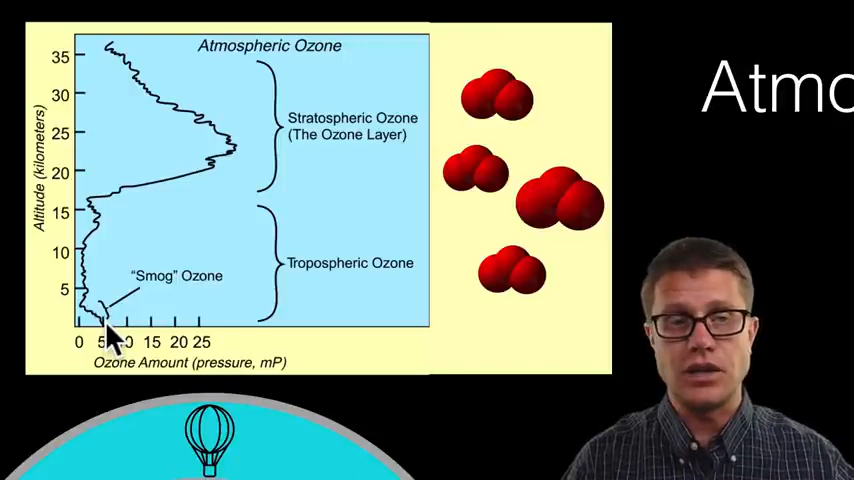 Atmospheric Ozone
35
30
25
20
15
10
5
Altitude (kilometers)
Stratospheric Ozone
(The Ozone Layer)
Tropospheric Ozone
“Smog” Ozone
0 5 15 20 25
Ozone Amount (pressure, mP)
Atmo